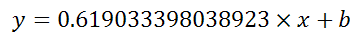 y = 0.619033398038923 × x + b